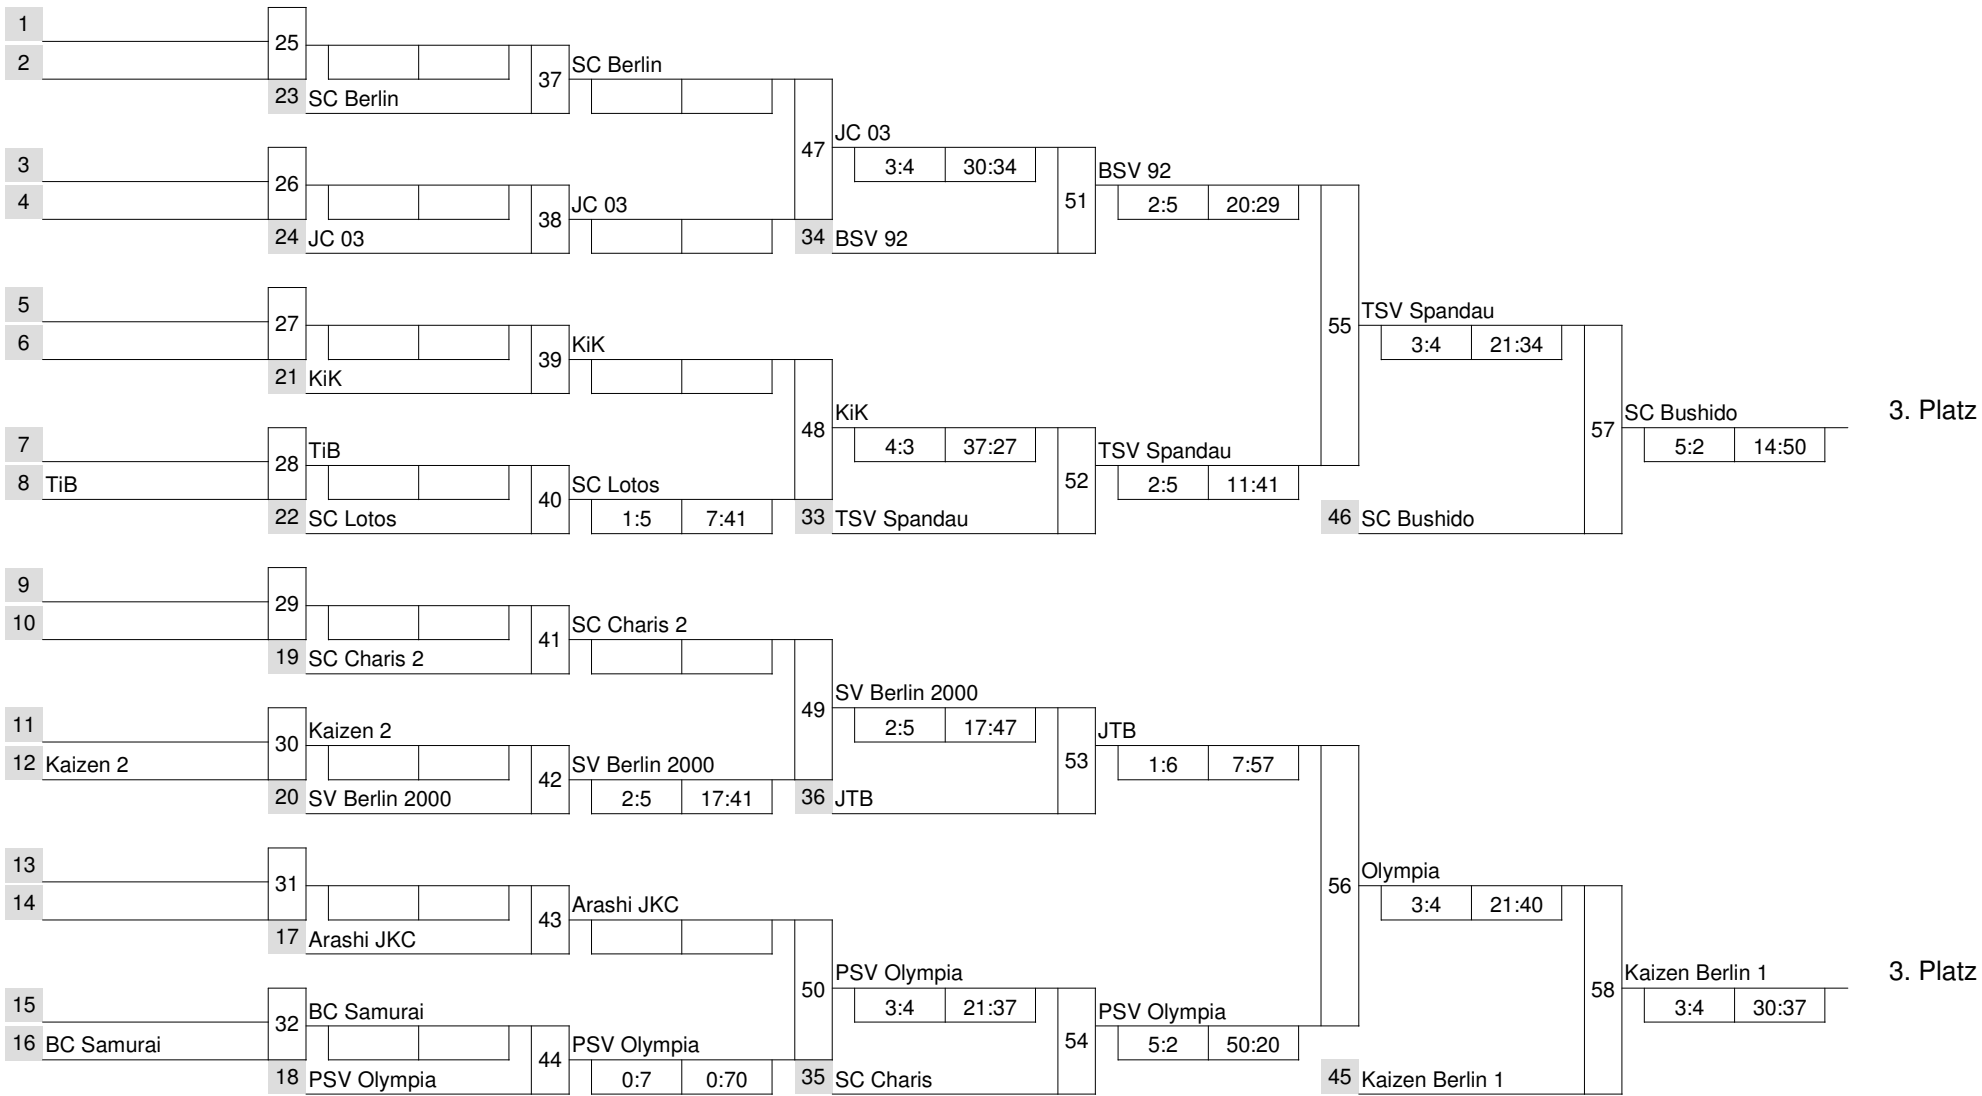 1
25
2
37 SC Berlin
23 SC Berlin
47 JC 03
3:4 30:34
3
26
4
38 JC 03
24 JC 03
34 BSV 92
51 BSV 92
2:5 20:29
5
27
6
39 KiK
21 KiK
55 TSV Spandau
3:4 21:34
7
28 TiB
8 TiB
40 SC Lotos
22 SC Lotos
1:5 7:41
48 KiK
4:3 37:27
33 TSV Spandau
52 TSV Spandau
2:5 11:41
46 SC Bushido
57 SC Bushido
5:2 14:50
3. Platz
9
29
10
41 SC Charis 2
19 SC Charis 2
49 SV Berlin 2000
2:5 17:47
11
30 Kaizen 2
12 Kaizen 2
42 SV Berlin 2000
20 SV Berlin 2000
2:5 17:41
36 JTB
53 JTB
1:6 7:57
13
31
14
43 Arashi JKC
17 Arashi JKC
56 Olympia
3:4 21:40
15
32 BC Samurai
16 BC Samurai
44 PSV Olympia
18 PSV Olympia
0:7 0:70
50 PSV Olympia
3:4 21:37
35 SC Charis
54 PSV Olympia
5:2 50:20
45 Kaizen Berlin 1
58 Kaizen Berlin 1
3:4 30:37
3. Platz